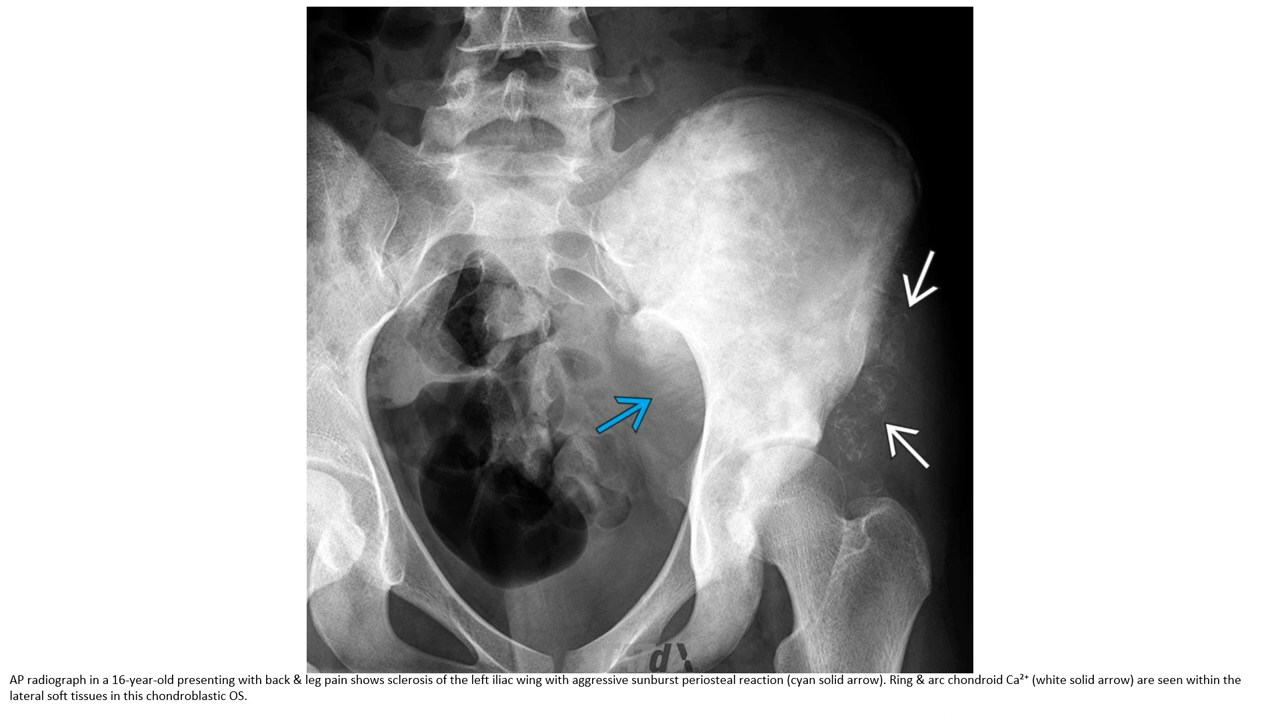 AP radiograph in a 16-year-old presenting with back & leg pain shows sclerosis of the left iliac wing with aggressive sunburst periosteal reaction (cyan solid arrow). Ring & arc chondroid Ca²⁺ (white solid arrow) are seen within the
lateral soft tissues in this chondroblastic OS.